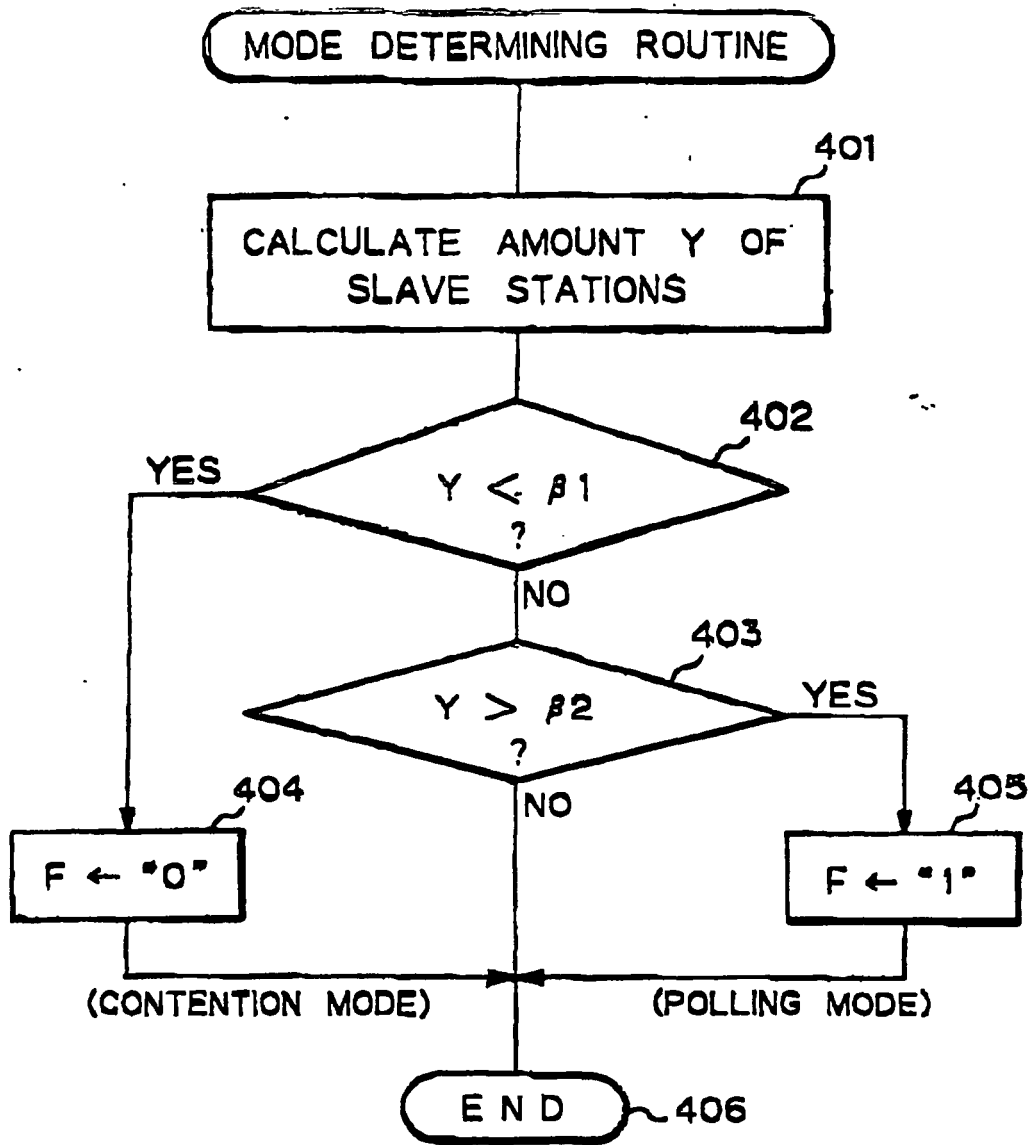 MODE DETERMINING ROUTINE
401
CALCULATE AMOUNT Y OF
SLAVE STATIONS
402
YES
Y < β1
?
NO
403
YES
Y > β2
?
NO
404
F ← "0"
405
F ← "1"
(CONTENTION MODE)
(POLLING MODE)
END
406